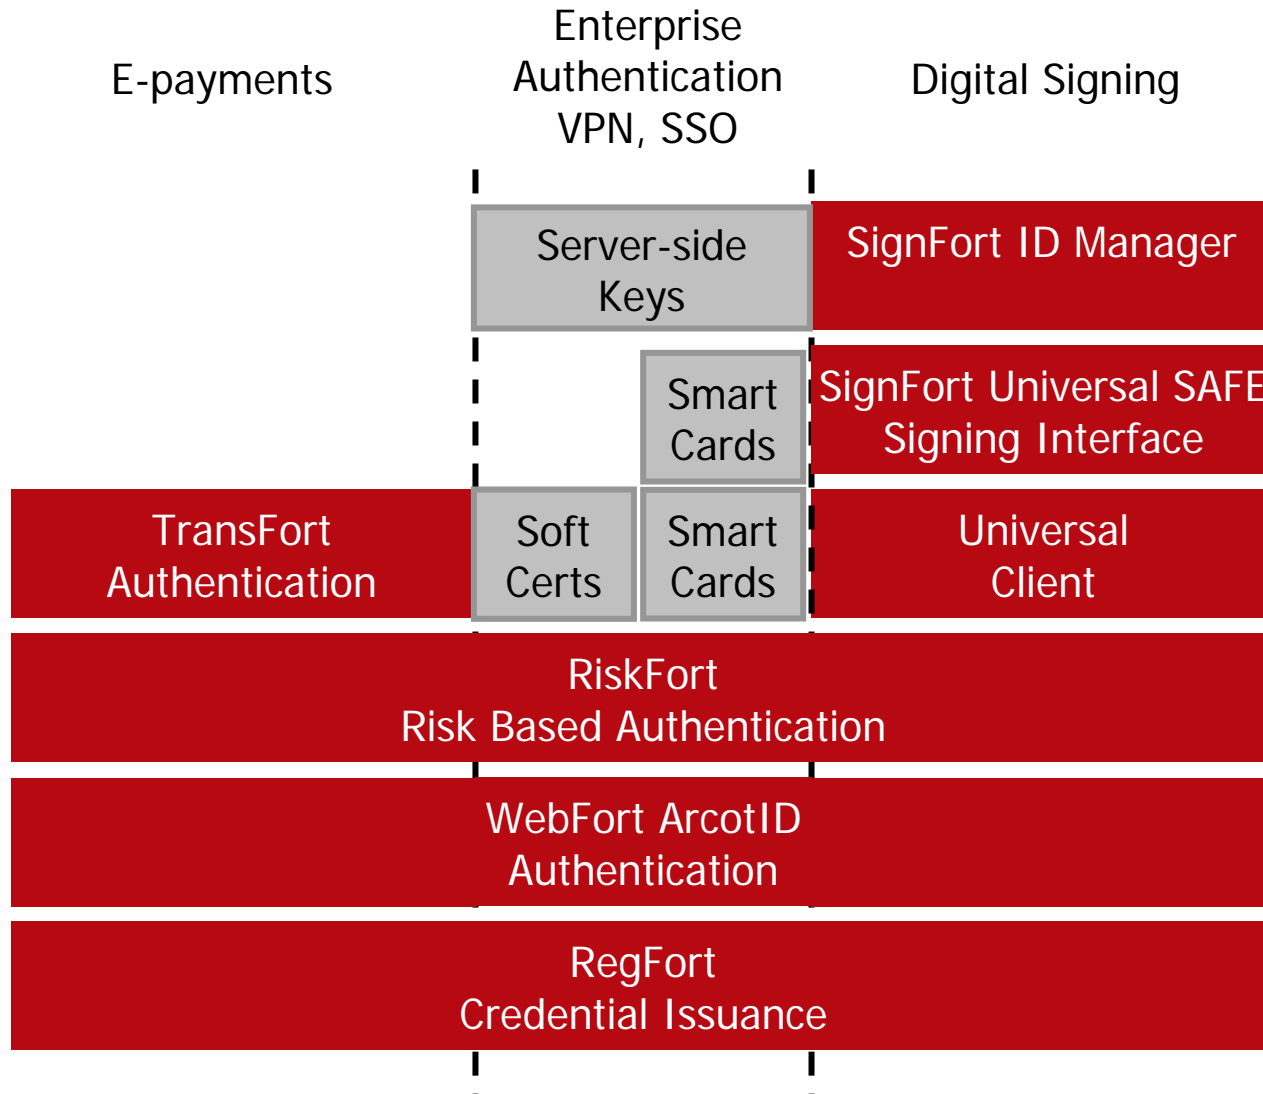 E-payments
Enterprise
Authentication
VPN, SSO
Digital Signing
Server-side
Keys
SignFort ID Manager
Smart
Cards
SignFort Universal SAFE
Signing Interface
TransFort
Authentication
Soft
Certs
Smart
Cards
Universal
Client
RiskFort
Risk Based Authentication
WebFort ArcotID
Authentication
RegFort
Credential Issuance